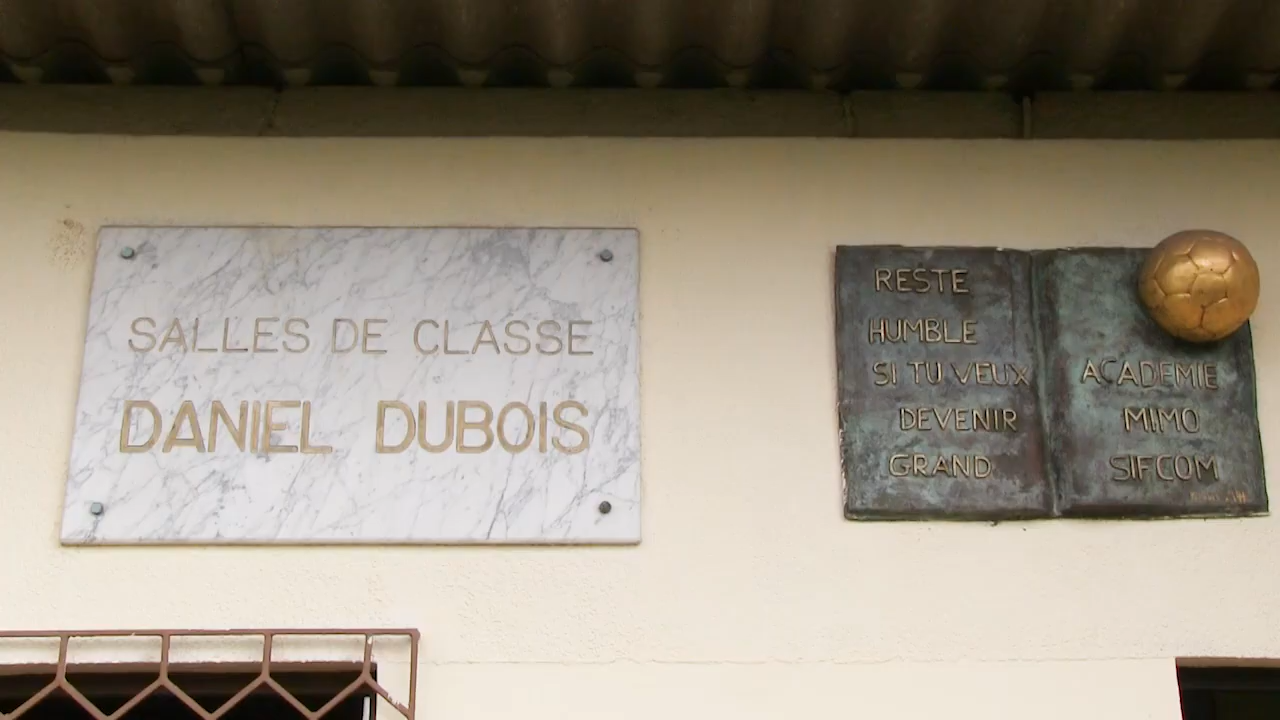 SALLES DE CLASSE
DANIEL DUBOIS
RESTE
HUMBLE
SI TU VEUX
DEVENIR
GRAND
ACADEMIE
MIMO
SIFCOM